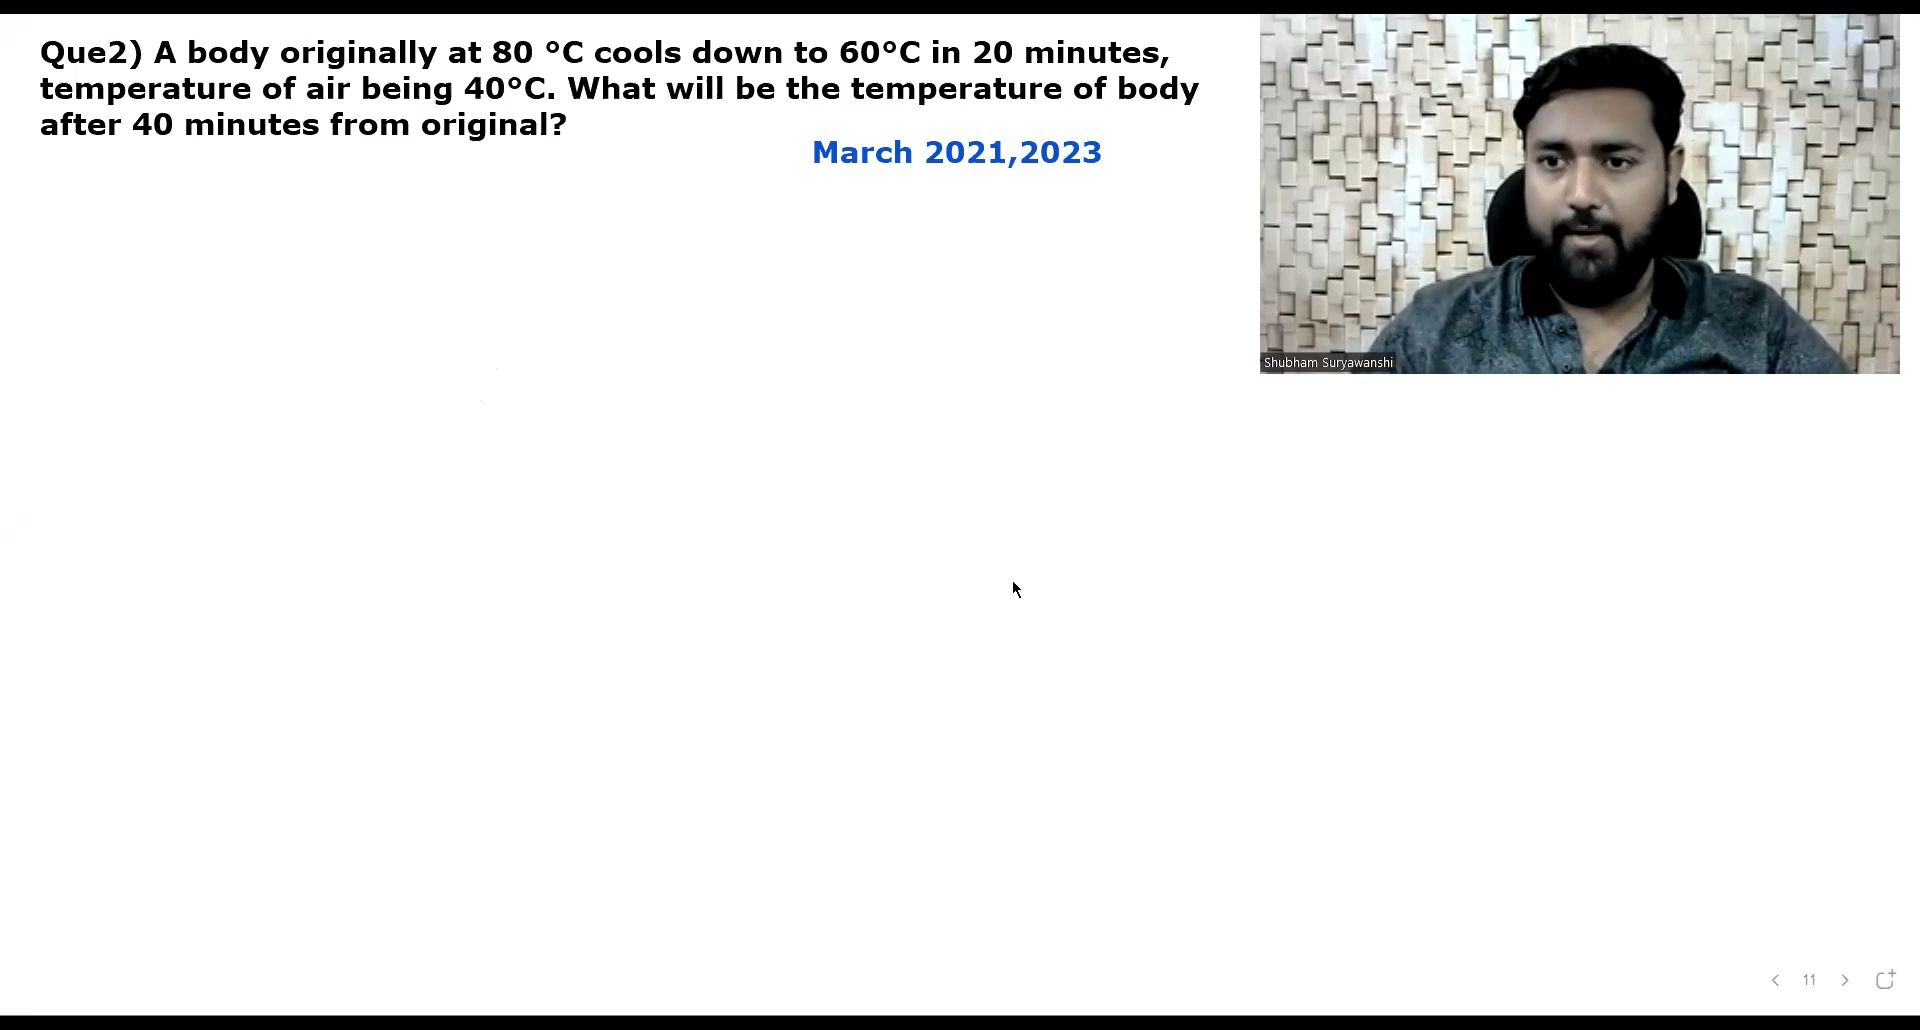 Que2) A body originally at 80 °C cools down to 60°C in 20 minutes,
temperature of air being 40°C. What will be the temperature of body
after 40 minutes from original?
March 2021,2023
Shubham Suryawanshi
11